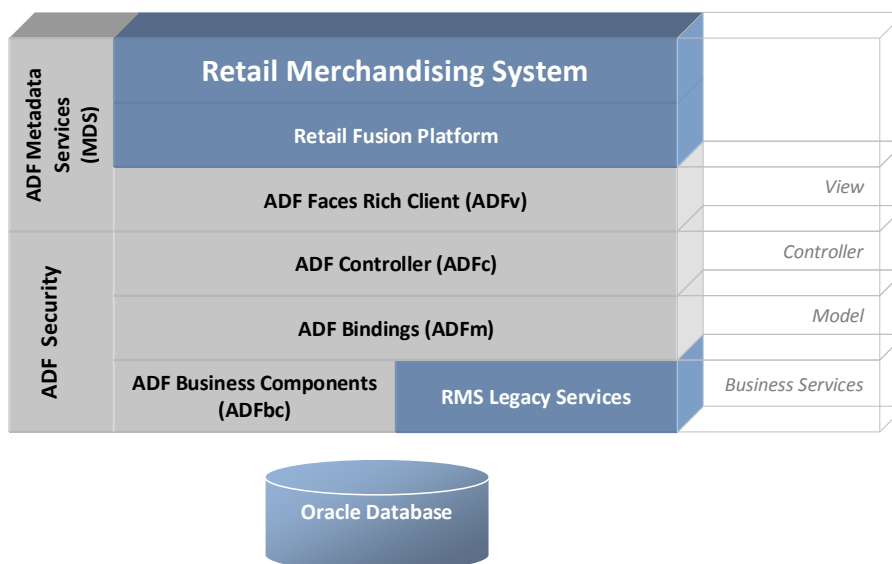 Retail Merchandising System
Retail Fusion Platform
ADF Metadata
Services
(MDS)
ADF Faces Rich Client (ADFv)
View
ADF Security
ADF Controller (ADFc)
Controller
ADF Bindings (ADFm)
Model
ADF Business Components
(ADFbc)
RMS Legacy Services
Business Services
Oracle Database